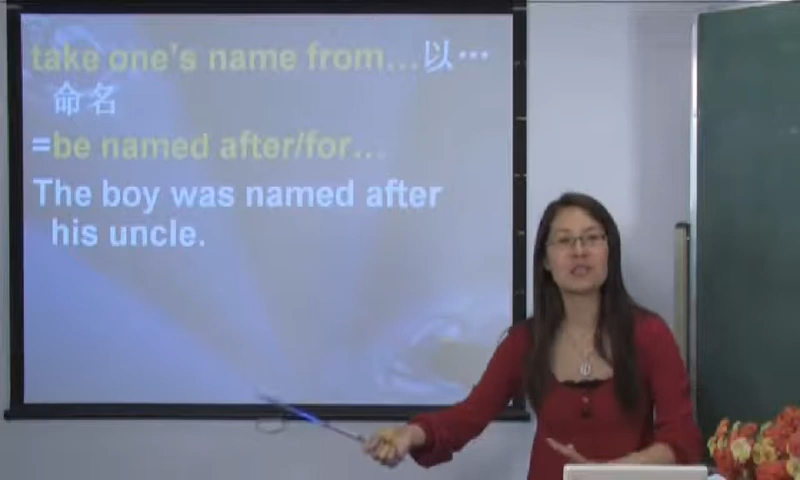 take one's name from…以…
命名
=be named after/for…
The boy was named after
his uncle.